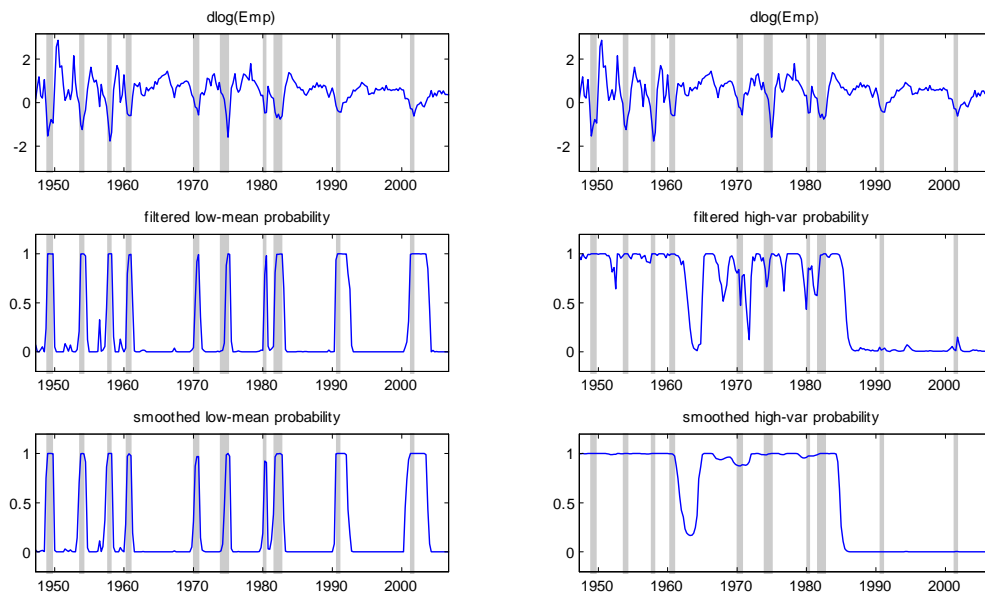 dlog(Emp)
2
0
-2
1950 1960 1970 1980 1990 2000
filtered low-mean probability
1
0.5
0
1950 1960 1970 1980 1990 2000
smoothed low-mean probability
1
0.5
0
1950 1960 1970 1980 1990 2000
dlog(Emp)
2
0
-2
1950 1960 1970 1980 1990 2000
filtered high-var probability
1
0.5
0
1950 1960 1970 1980 1990 2000
smoothed high-var probability
1
0.5
0
1950 1960 1970 1980 1990 2000